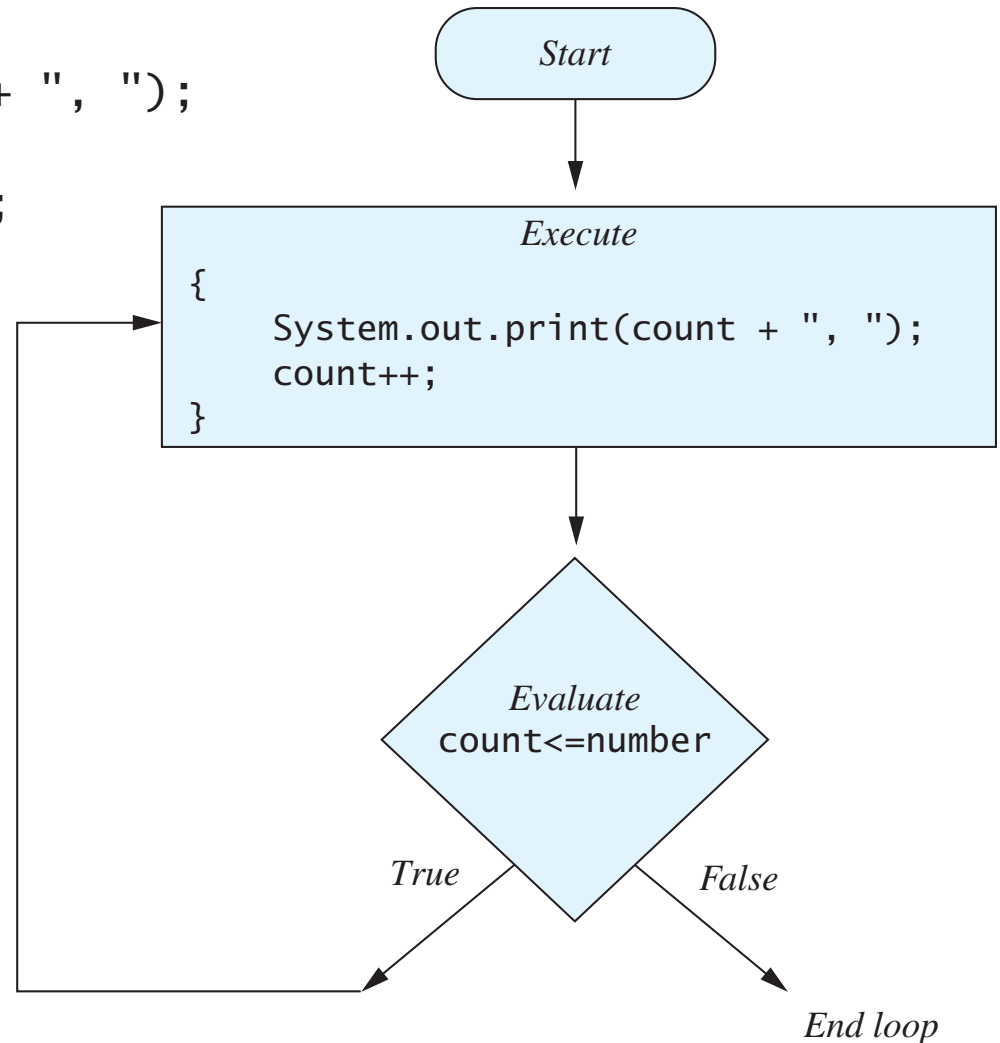 + ", ");
;
Start
Execute
{
System.out.print(count + ", ");
count++;
}
Evaluate
count<=number
True
False
End loop